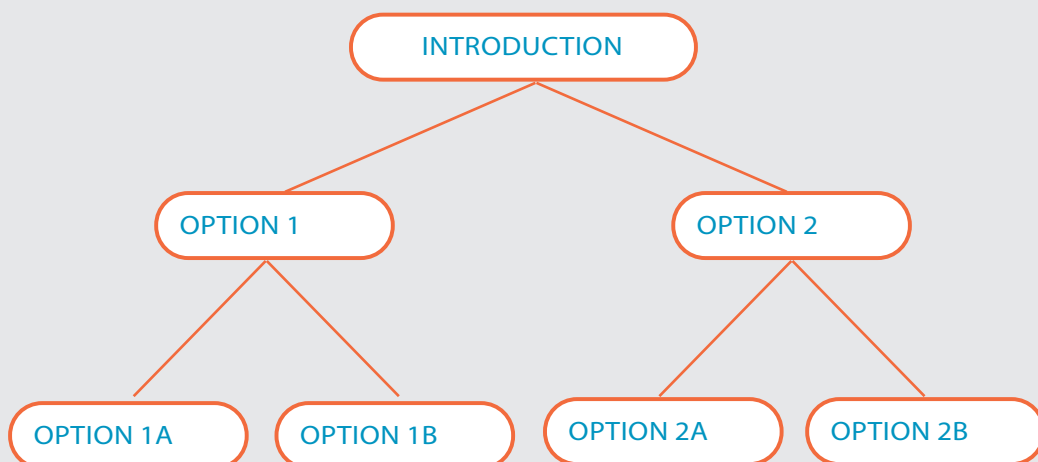 INTRODUCTION
OPTION 1
OPTION 2
OPTION 1A
OPTION 1B
OPTION 2A
OPTION 2B